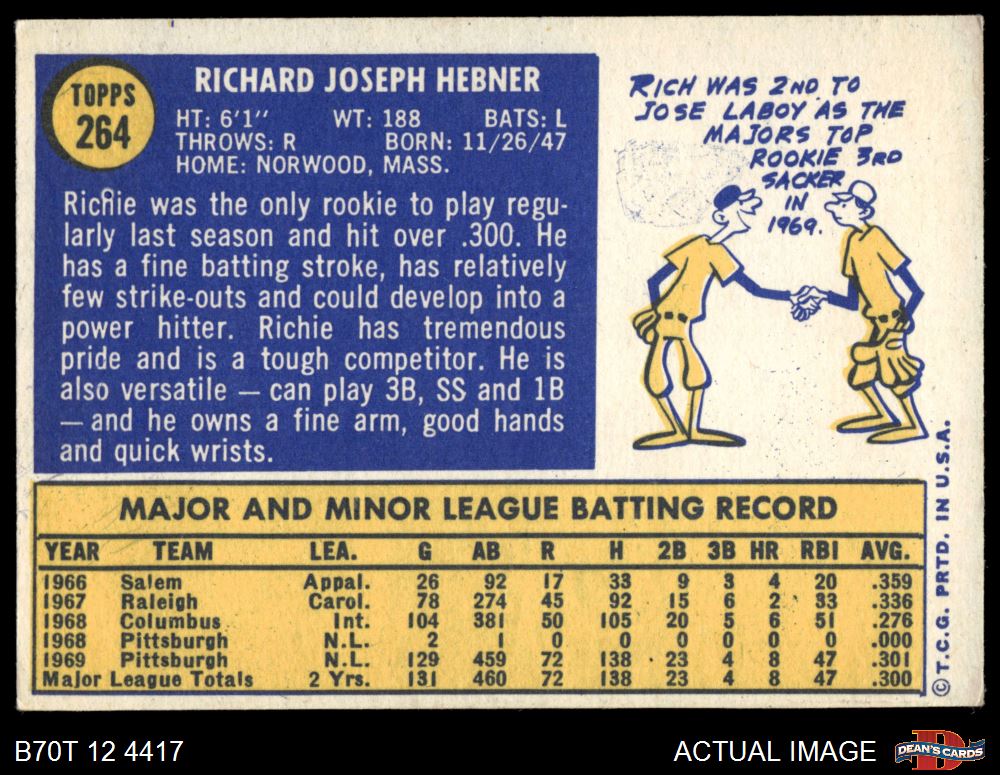 TOPPS
264
RICHARD JOSEPH HEBNER
HT: 6'1" WT: 188 BATS: L
THROWS: R BORN: 11/26/47
HOME: NORWOOD, MASS.
Richie was the only rookie to play regu-
larly last season and hit over .300. He
has a fine batting stroke, has relatively
few strike-outs and could develop into a
power hitter. Richie has tremendous
pride and is a tough competitor. He is
also versatile — can play 3B, SS and 1B
— and he owns a fine arm, good hands
and quick wrists.
RICH WAS 2ND TO
JOSE LABOY AS THE
MAJORS TOP
ROOKIE 3RD
SACKER
IN
1969.
MAJOR AND MINOR LEAGUE BATTING RECORD
YEAR TEAM LEA. G AB R H 2B 3B HR RBI AVG.
1966 Salem Appal. 26 92 17 33 9 3 4 20 .359
1967 Raleigh Carol. 78 274 45 92 15 6 2 33 .336
1968 Columbus Int. 104 381 50 105 20 5 6 51 .276
1968 Pittsburgh N.L. 2 1 0 0 0 0 0 0 .000
1969 Pittsburgh N.L. 129 459 72 138 23 4 8 47 .301
Major League Totals 2 Yrs. 131 460 72 138 23 4 8 47 .300
© T.C.G. PRTD. IN U.S.A.
B70T 12 4417
ACTUAL IMAGE
DEAN'S CARDS